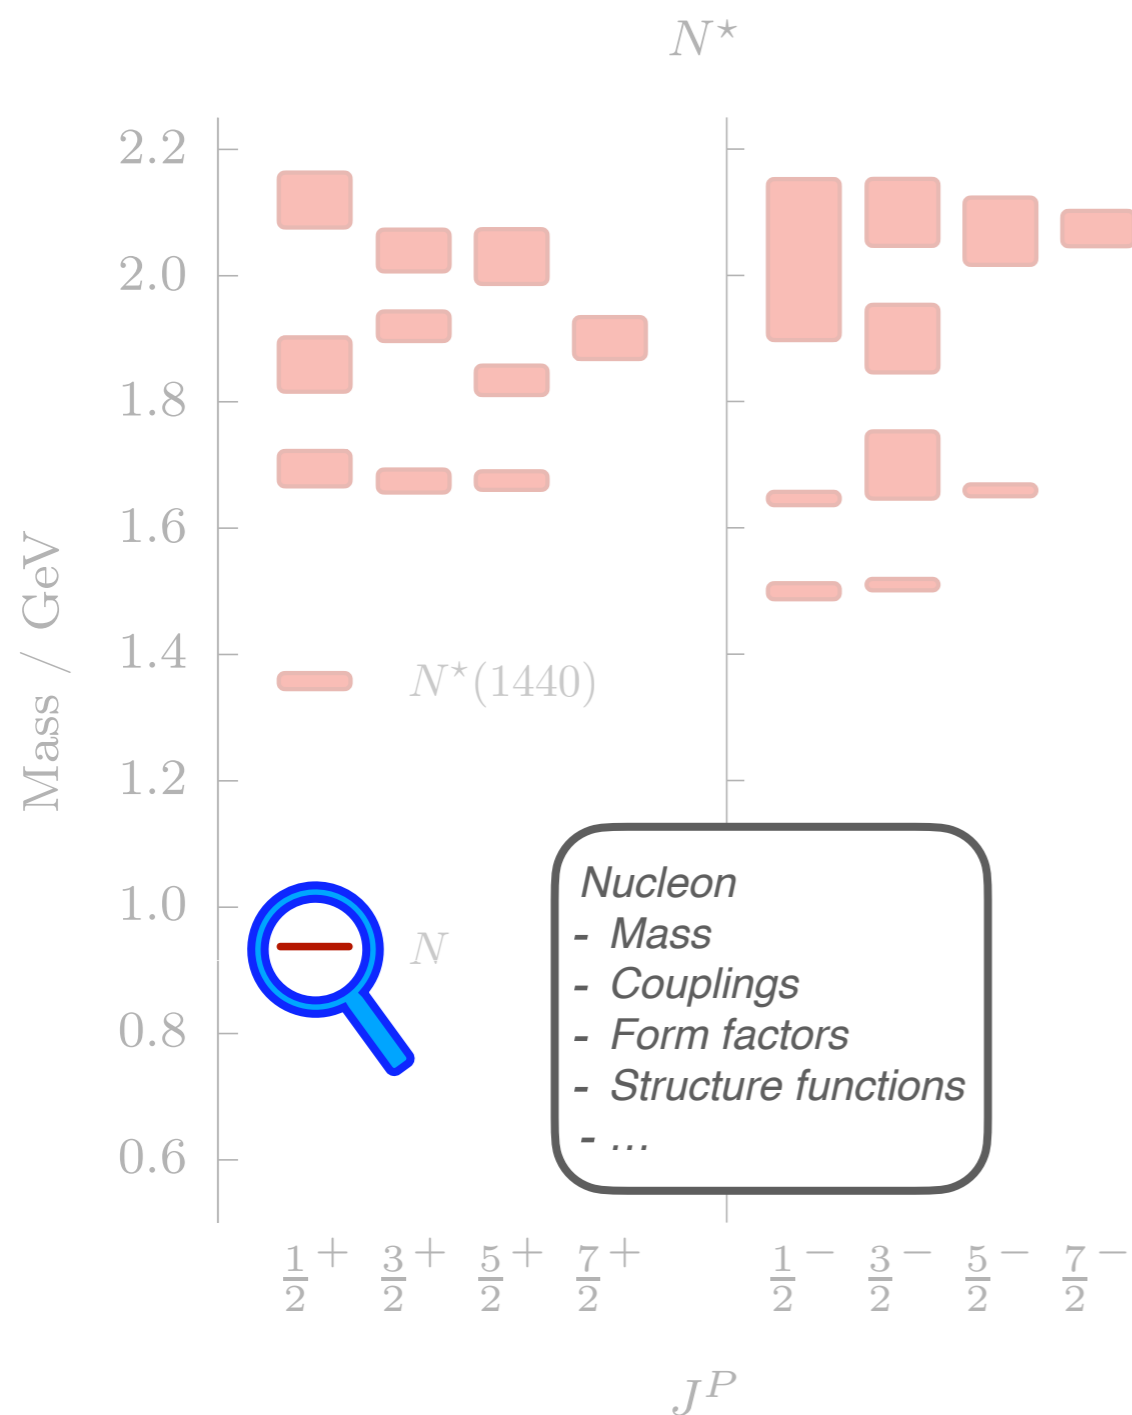 N⋆
2.2
2.0
1.8
1.6
1.4
1.2
1.0
0.8
0.6
Mass / GeV
N⋆(1440)
N
Nucleon
- Mass
- Couplings
- Form factors
- Structure functions
- …
1/2+ 3/2+ 5/2+ 7/2+ 1/2− 3/2− 5/2− 7/2−
J^P